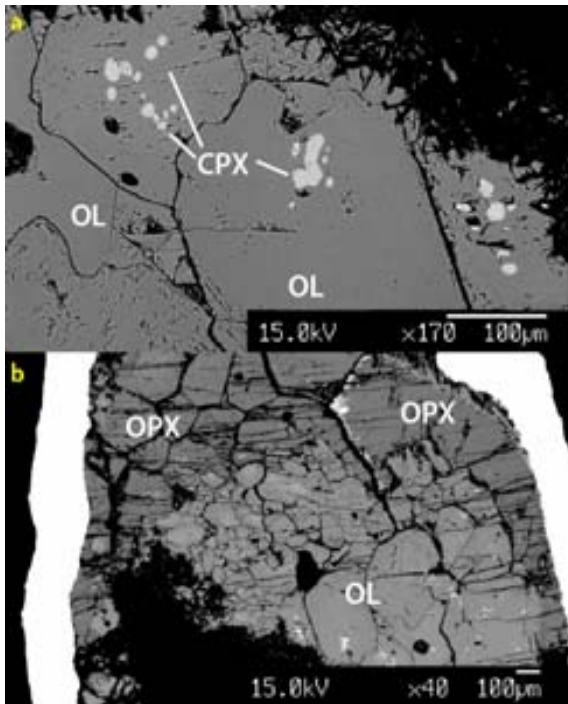 a
CPX
OL
OL
15.0kV ×170 100µm
b
OPX
OPX
OL
15.0kV ×40 100µm